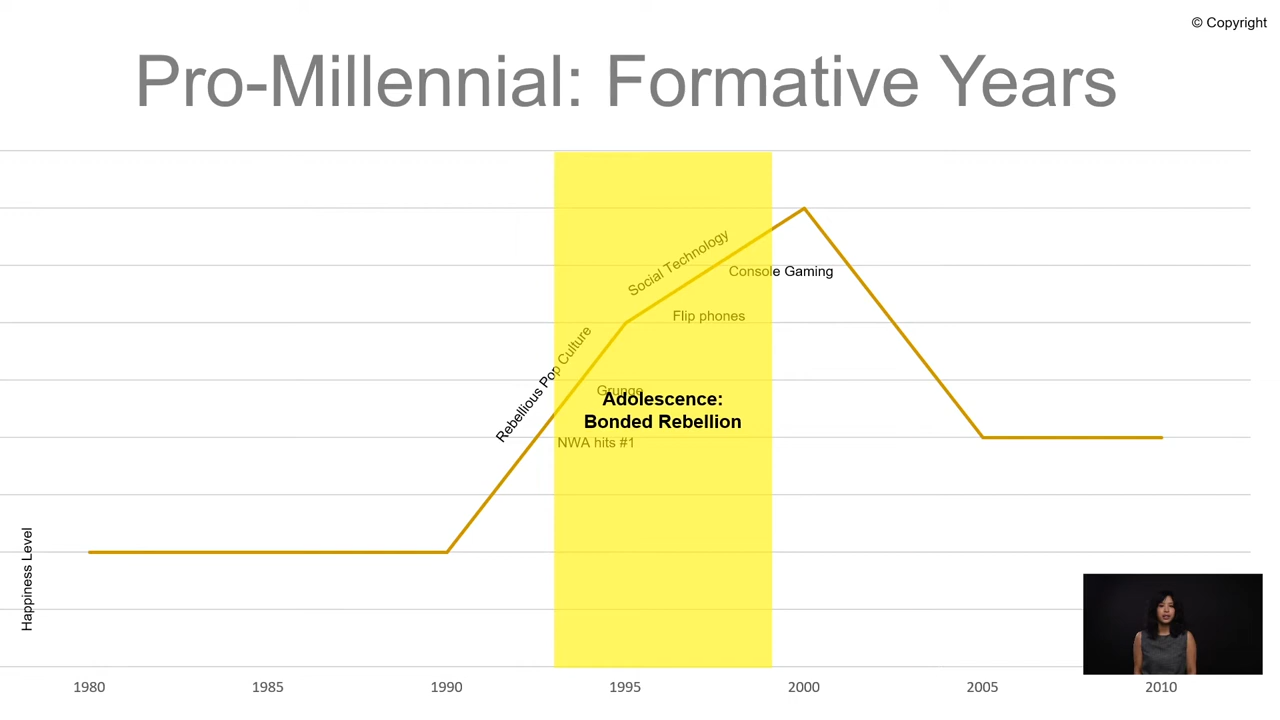 © Copyright
Pro-Millennial: Formative Years
Social Technology
Console Gaming
Flip phones
Rebellious Pop Culture
Grunge
Adolescence:
Bonded Rebellion
NWA hits #1
Happiness Level
1980 1985 1990 1995 2000 2005 2010